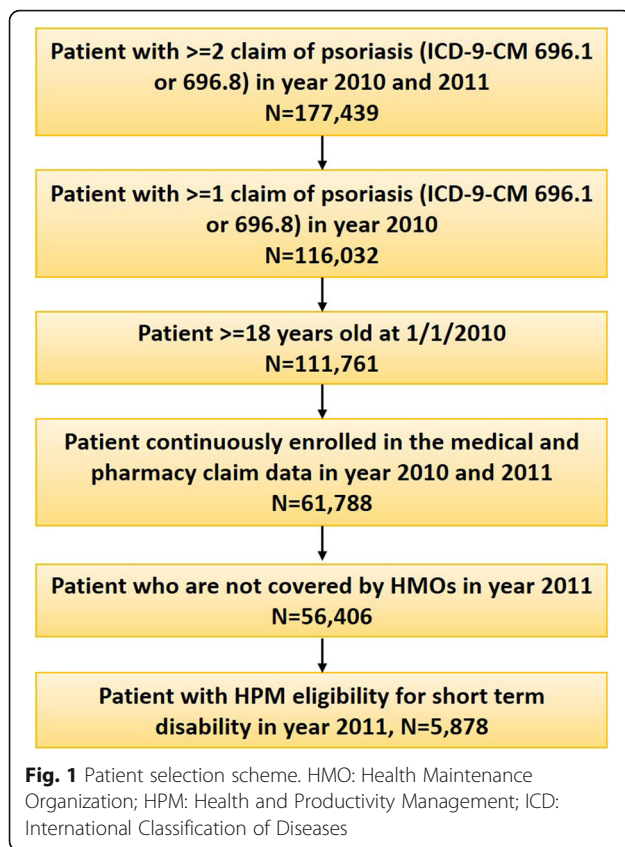 Patient with >=2 claim of psoriasis (ICD-9-CM 696.1
or 696.8) in year 2010 and 2011
N=177,439
Patient with >=1 claim of psoriasis (ICD-9-CM 696.1
or 696.8) in year 2010
N=116,032
Patient >=18 years old at 1/1/2010
N=111,761
Patient continuously enrolled in the medical and
pharmacy claim data in year 2010 and 2011
N=61,788
Patient who are not covered by HMOs in year 2011
N=56,406
Patient with HPM eligibility for short term
disability in year 2011, N=5,878
Fig. 1 Patient selection scheme. HMO: Health Maintenance
Organization; HPM: Health and Productivity Management; ICD:
International Classification of Diseases